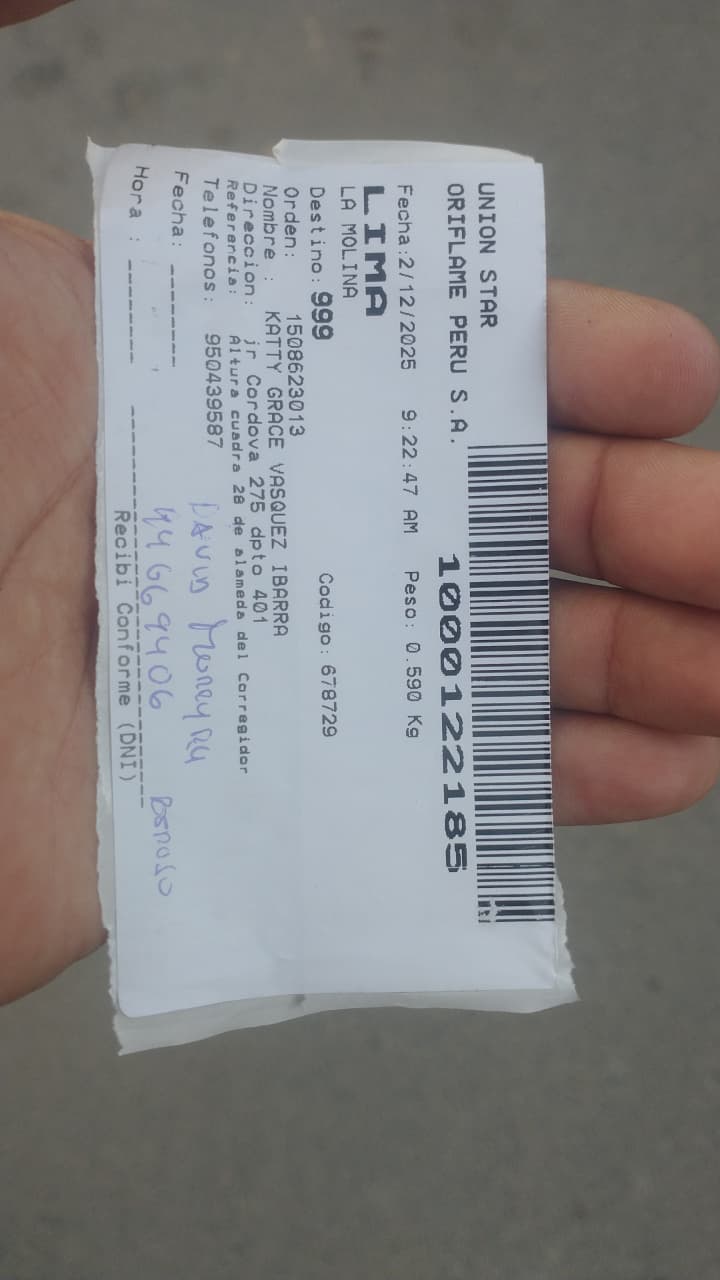 UNION STAR
ORIFLAME PERU S.A.
1000122185
Fecha:2/12/2025 9:22:47 AM Peso: 0.590 Kg
LIMA
LA MOLINA
Destino: 999 Codigo: 678729
Orden: 1508623013
Nombre : KATTY GRACE VASQUEZ IBARRA
Direccion: jr Cordova 275 dpto 401
Referencia: Altura cuadra 28 de alameda del Corregidor
Telefonos: 950439587
DAVID
Fecha: --------
44669406
Hora : --------
Recibi Conforme (DNI)